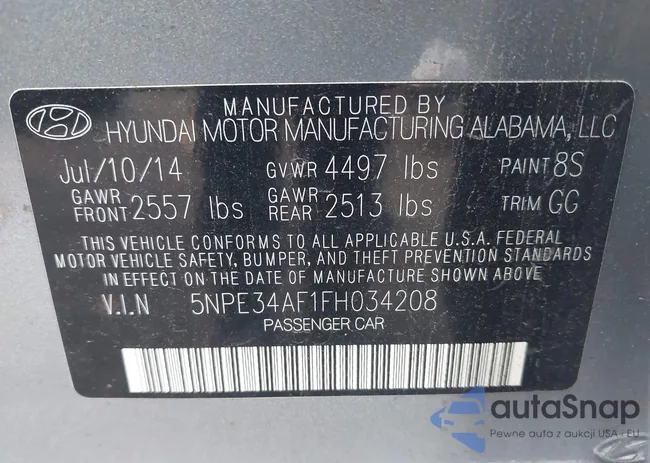 MANUFACTURED BY
HYUNDAI MOTOR MANUFACTURING ALABAMA, LLC
Jul/10/14 GVWR 4497 lbs PAINT 8S
GAWR FRONT 2557 lbs GAWR REAR 2513 lbs TRIM GG
THIS VEHICLE CONFORMS TO ALL APPLICABLE U.S.A. FEDERAL
MOTOR VEHICLE SAFETY, BUMPER, AND THEFT PREVENTION STANDARDS
IN EFFECT ON THE DATE OF MANUFACTURE SHOWN ABOVE.
V.I.N 5NPE34AF1FH034208
PASSENGER CAR
autaSnap
Pewne auta z aukcji USA i EU